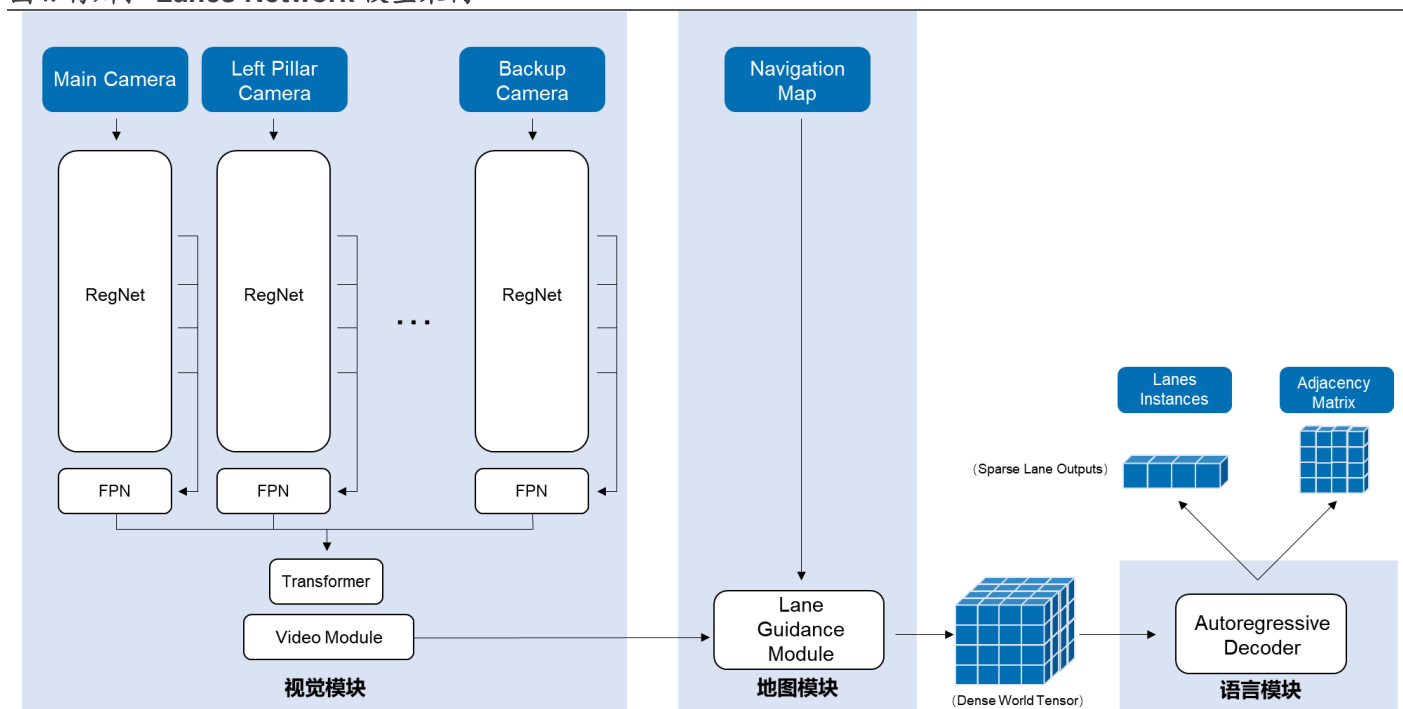 Lanes Network
Main Camera
Left Pillar
Camera
Backup
Camera
Navigation
Map
RegNet
RegNet
...
RegNet
FPN
FPN
FPN
Transformer
Video Module
视觉模块
Lane
Guidance
Module
地图模块
(Dense World Tensor)
Lanes
Instances
Adjacency
Matrix
(Sparse Lane Outputs)
Autoregressive
Decoder
语言模块